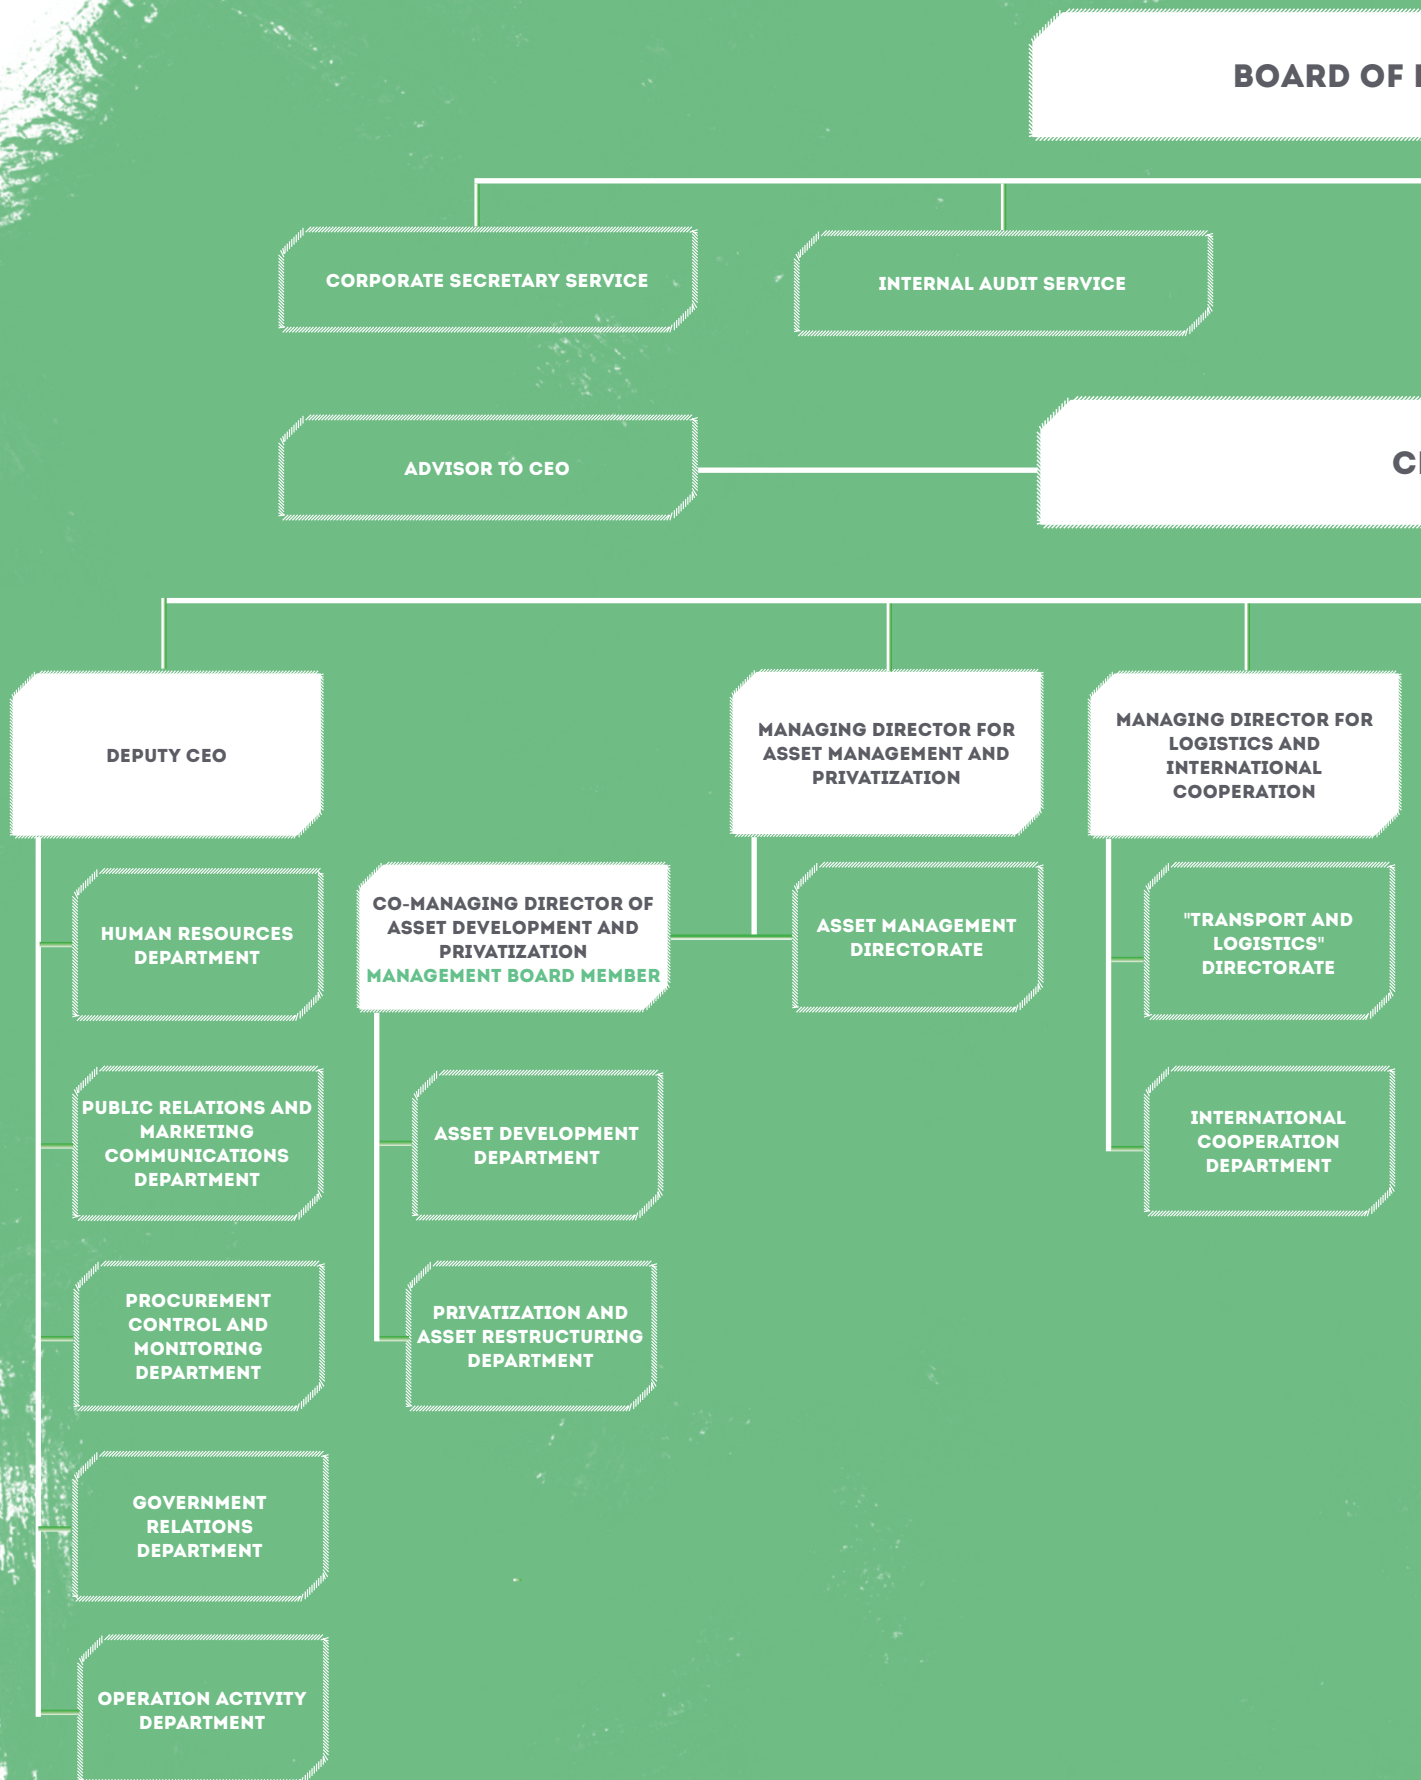 BOARD OF
CORPORATE SECRETARY SERVICE
INTERNAL AUDIT SERVICE
ADVISOR TO CEO
DEPUTY CEO
MANAGING DIRECTOR FOR
ASSET MANAGEMENT AND
PRIVATIZATION
MANAGING DIRECTOR FOR
LOGISTICS AND
INTERNATIONAL
COOPERATION
HUMAN RESOURCES
DEPARTMENT
CO-MANAGING DIRECTOR OF
ASSET DEVELOPMENT AND
PRIVATIZATION
MANAGEMENT BOARD MEMBER
ASSET MANAGEMENT
DIRECTORATE
"TRANSPORT AND
LOGISTICS"
DIRECTORATE
PUBLIC RELATIONS AND
MARKETING
COMMUNICATIONS
DEPARTMENT
ASSET DEVELOPMENT
DEPARTMENT
INTERNATIONAL
COOPERATION
DEPARTMENT
PROCUREMENT
CONTROL AND
MONITORING
DEPARTMENT
PRIVATIZATION AND
ASSET RESTRUCTURING
DEPARTMENT
GOVERNMENT
RELATIONS
DEPARTMENT
OPERATION ACTIVITY
DEPARTMENT